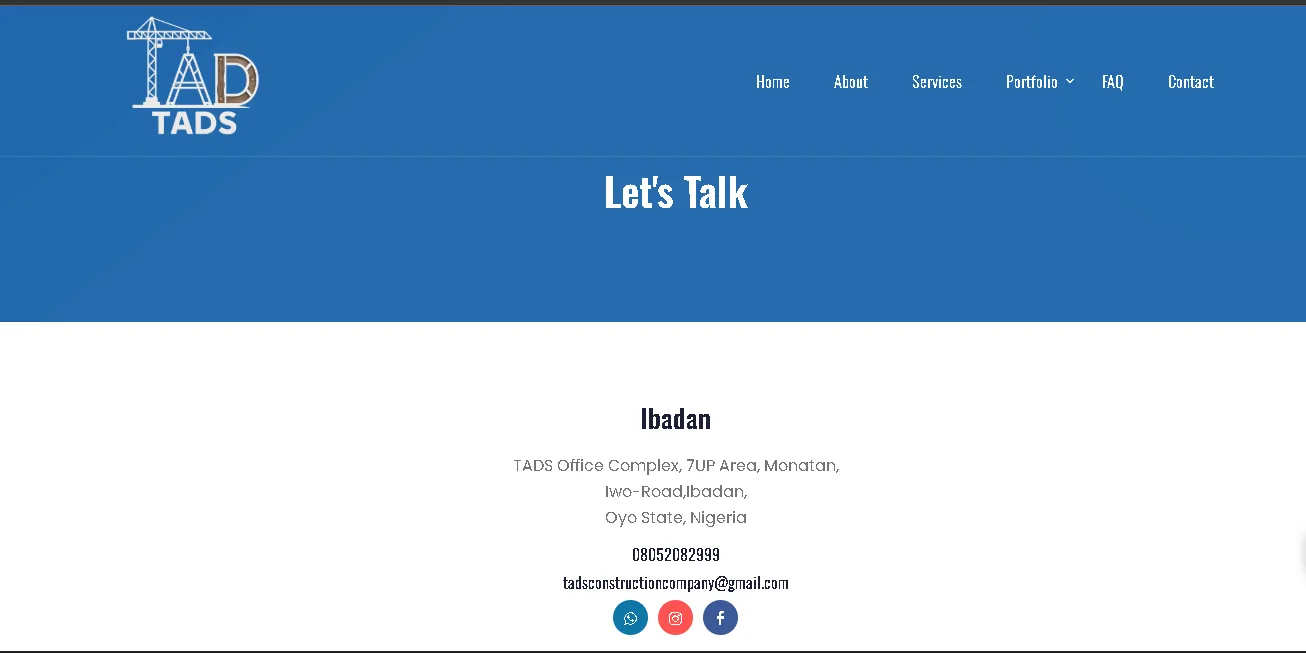 TAD
TADS
Home About Services Portfolio FAQ Contact
Let's Talk
Ibadan
TADS Office Complex, 7UP Area, Monatan,
Iwo-Road,Ibadan,
Oyo State, Nigeria
08052082999
tadsconstructioncompany@gmail.com